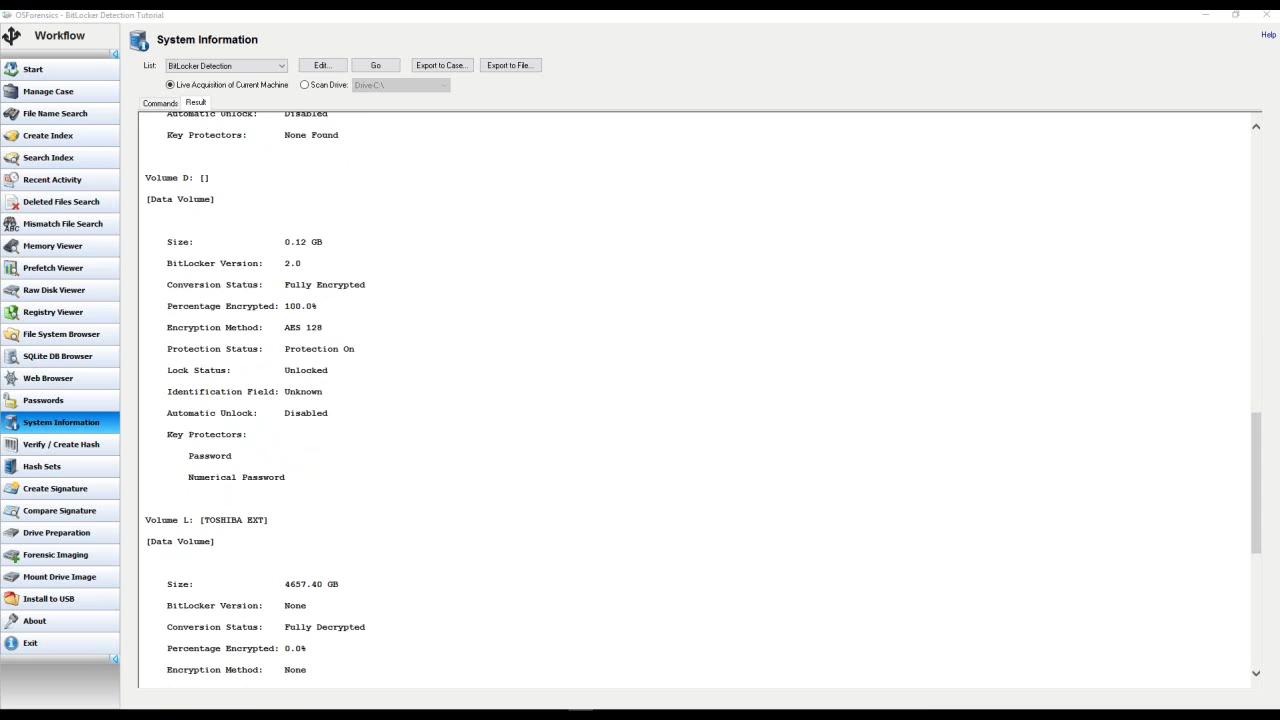 OSForensics - BitLocker Detection Tutorial
Workflow
Start
Manage Case
File Name Search
Create Index
Search Index
Recent Activity
Deleted Files Search
Mismatch File Search
Memory Viewer
Prefetch Viewer
Raw Disk Viewer
Registry Viewer
File System Browser
SQLite DB Browser
Web Browser
Passwords
System Information
Verify / Create Hash
Hash Sets
Create Signature
Compare Signature
Drive Preparation
Forensic Imaging
Mount Drive Image
Install to USB
About
Exit
System Information
Help
List: BitLocker Detection Edit... Go Export to Case... Export to File...
Live Acquisition of Current Machine Scan Drive: Drive-C:\
Commands Result
Automatic Unlock: Disabled
Key Protectors: None Found
Volume D: []
[Data Volume]
Size: 0.12 GB
BitLocker Version: 2.0
Conversion Status: Fully Encrypted
Percentage Encrypted: 100.0%
Encryption Method: AES 128
Protection Status: Protection On
Lock Status: Unlocked
Identification Field: Unknown
Automatic Unlock: Disabled
Key Protectors:
Password
Numerical Password
Volume L: [TOSHIBA EXT]
[Data Volume]
Size: 4657.40 GB
BitLocker Version: None
Conversion Status: Fully Decrypted
Percentage Encrypted: 0.0%
Encryption Method: None